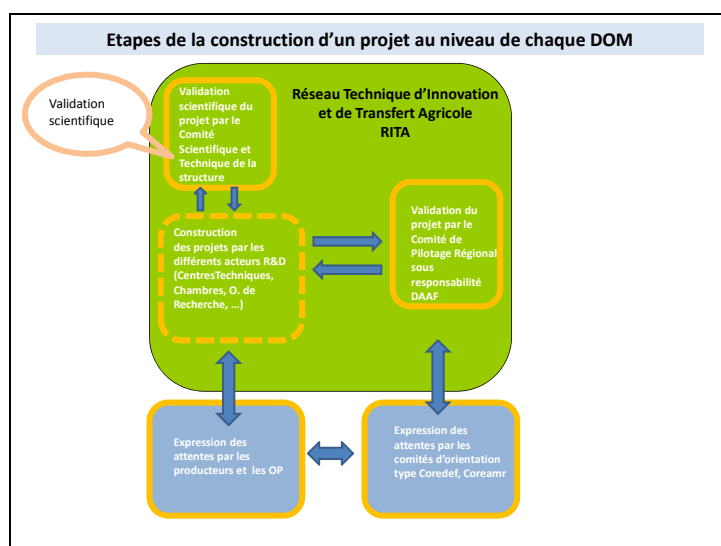 Etapes de la construction d'un projet au niveau de chaque DOM
Validation
scientifique
Validation
scientifique du
projet par le
Comité
Scientifique et
Technique de la
structure
Réseau Technique d'Innovation
et de Transfert Agricole
RITA
Construction
des projets par les
différents acteurs R&D
(CentresTechniques,
Chambres, O. de
Recherche, ...)
Validation du
projet par le
Comité de
Pilotage Régional
sous
responsabilité
DAAF
Expression des
attentes par les
producteurs et les OP
Expression des
attentes par les
comités d'orientation
type Coredef, Coreamr